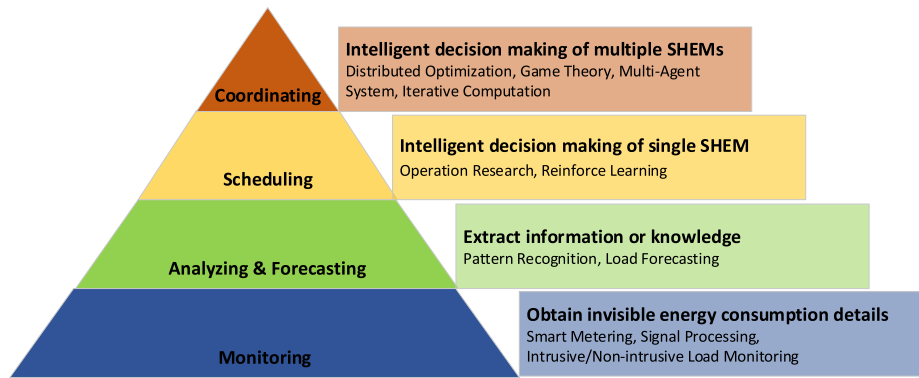 Coordinating
Intelligent decision making of multiple SHEMs
Distributed Optimization, Game Theory, Multi-Agent
System, Iterative Computation
Scheduling
Intelligent decision making of single SHEM
Operation Research, Reinforce Learning
Analyzing & Forecasting
Extract information or knowledge
Pattern Recognition, Load Forecasting
Monitoring
Obtain invisible energy consumption details
Smart Metering, Signal Processing,
Intrusive/Non-intrusive Load Monitoring